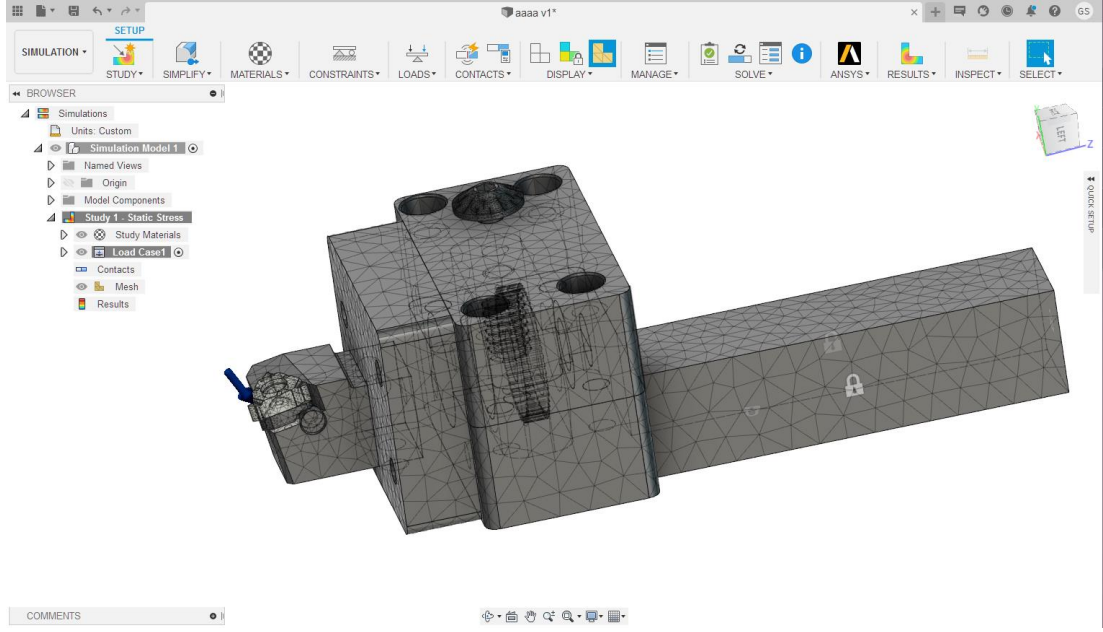 aaaa v1*
GS
SETUP
SIMULATION
STUDY
SIMPLIFY
MATERIALS
CONSTRAINTS
LOADS
CONTACTS
DISPLAY
MANAGE
SOLVE
ANSYS
RESULTS
INSPECT
SELECT
BROWSER
Simulations
Units: Custom
Simulation Model 1
Named Views
Origin
Model Components
Study 1 - Static Stress
Study Materials
Load Case1
Contacts
Mesh
Results
LEFT
Z
QUICK SETUP
COMMENTS